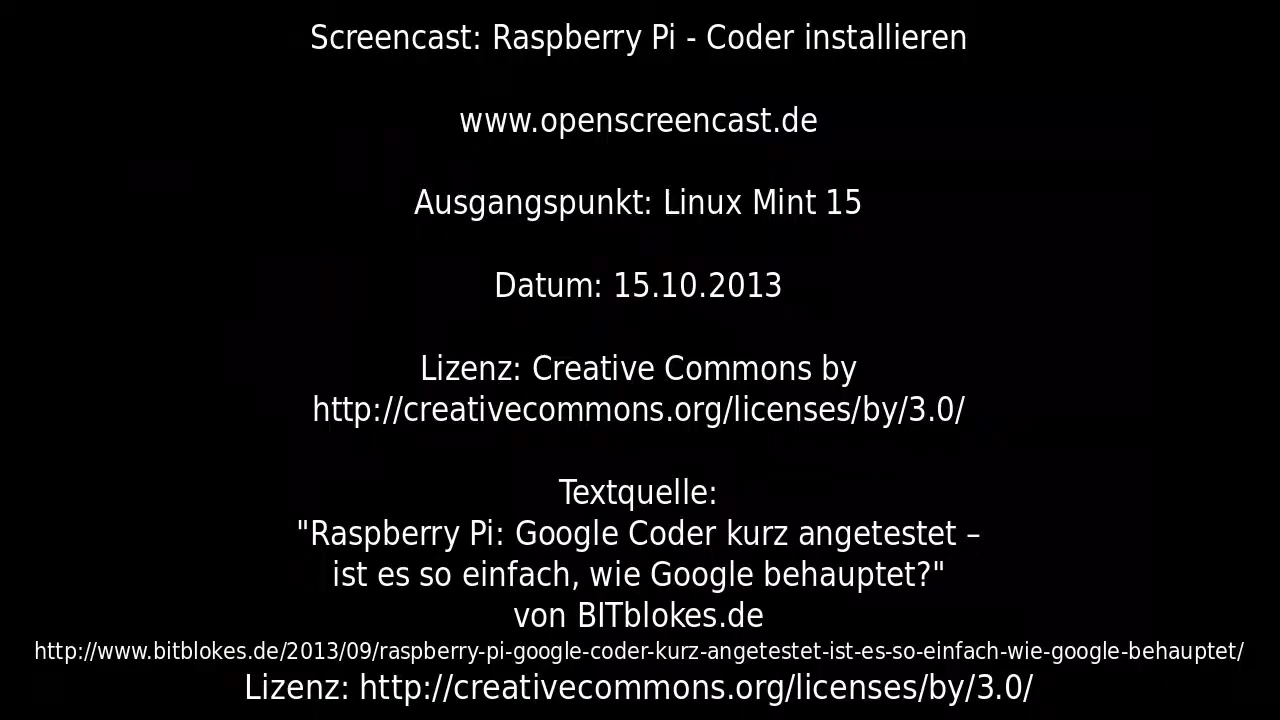 Screencast: Raspberry Pi - Coder installieren
www.openscreencast.de
Ausgangspunkt: Linux Mint 15
Datum: 15.10.2013
Lizenz: Creative Commons by
http://creativecommons.org/licenses/by/3.0/
Textquelle:
"Raspberry Pi: Google Coder kurz angetestet –
ist es so einfach, wie Google behauptet?"
von BITblokes.de
http://www.bitblokes.de/2013/09/raspberry-pi-google-coder-kurz-angetestet-ist-es-so-einfach-wie-google-behauptet/
Lizenz: http://creativecommons.org/licenses/by/3.0/